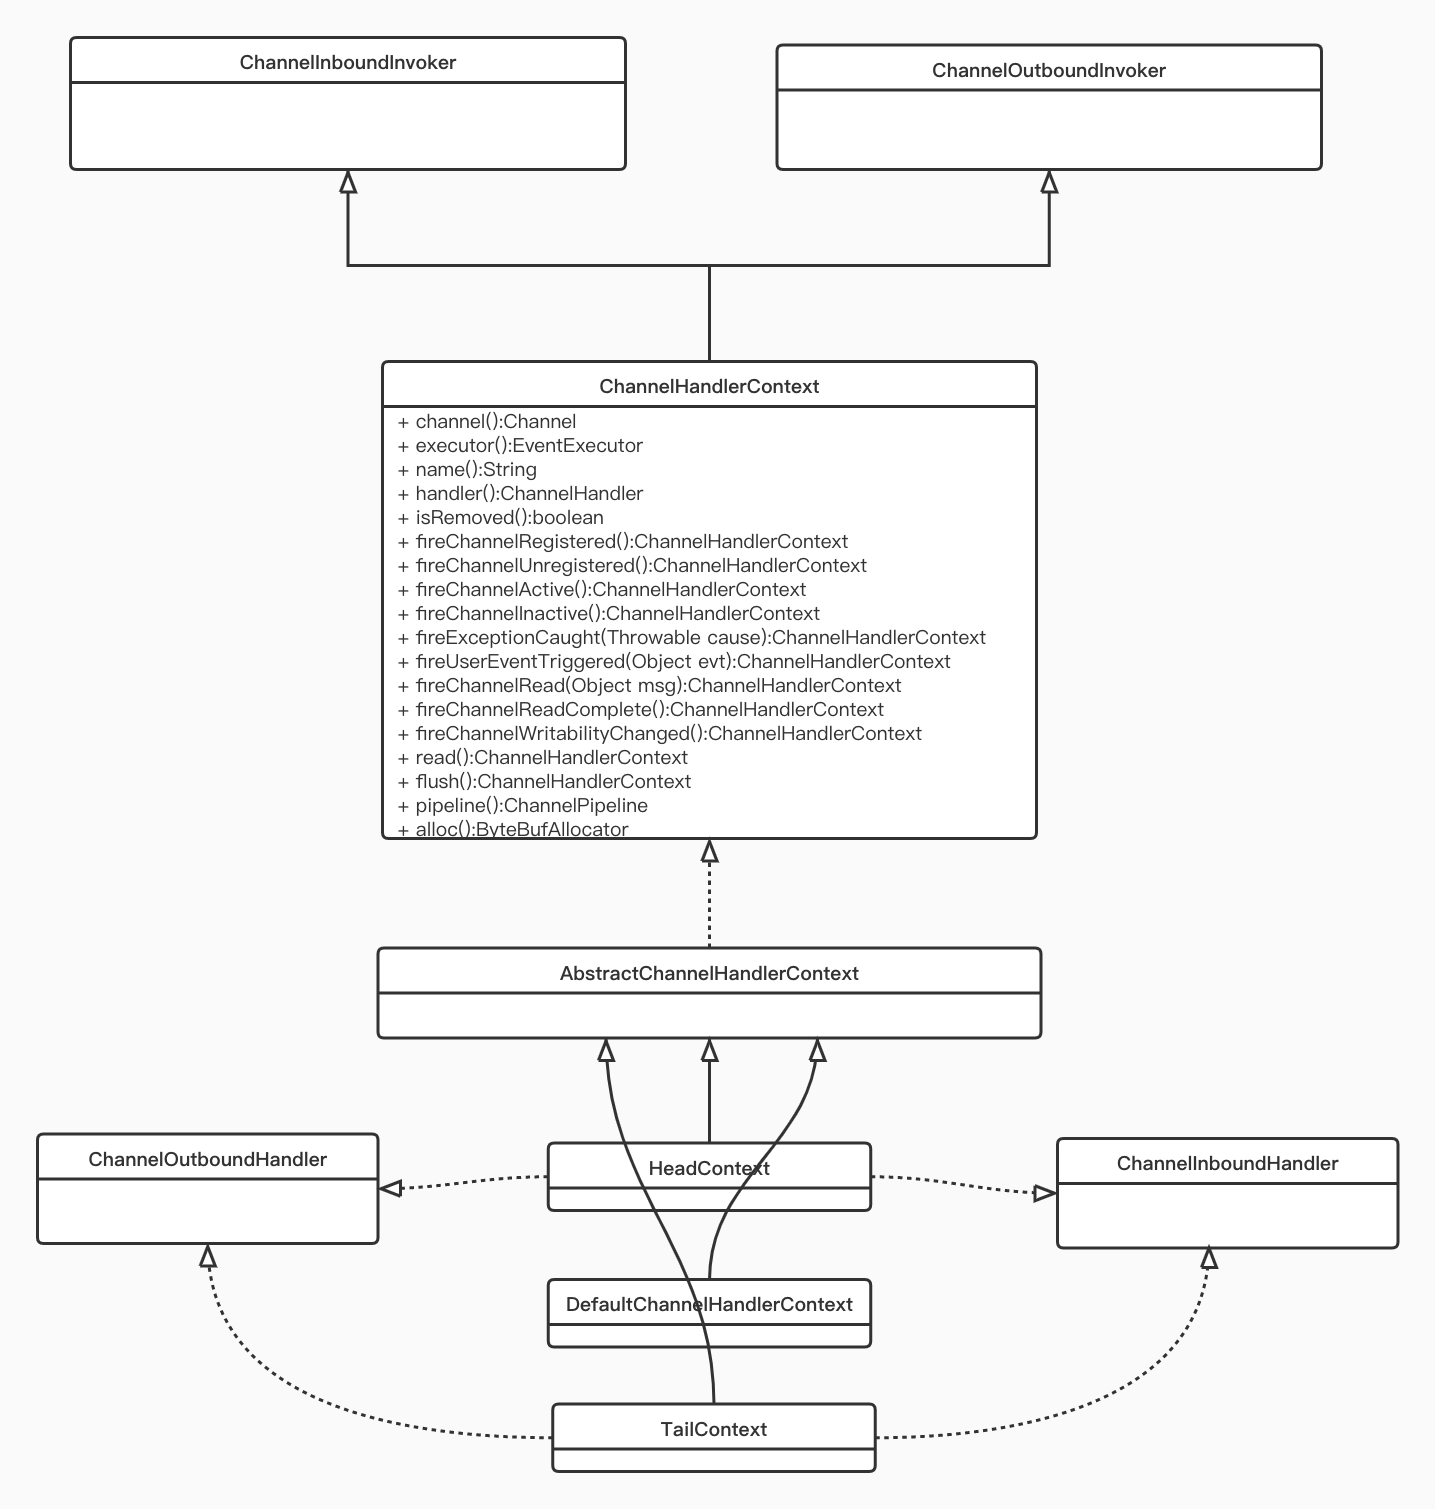 ChannelInboundInvoker
ChannelOutboundInvoker
ChannelHandlerContext
+ channel():Channel
+ executor():EventExecutor
+ name():String
+ handler():ChannelHandler
+ isRemoved():boolean
+ fireChannelRegistered():ChannelHandlerContext
+ fireChannelUnregistered():ChannelHandlerContext
+ fireChannelActive():ChannelHandlerContext
+ fireChannelInactive():ChannelHandlerContext
+ fireExceptionCaught(Throwable cause):ChannelHandlerContext
+ fireUserEventTriggered(Object evt):ChannelHandlerContext
+ fireChannelRead(Object msg):ChannelHandlerContext
+ fireChannelReadComplete():ChannelHandlerContext
+ fireChannelWritabilityChanged():ChannelHandlerContext
+ read():ChannelHandlerContext
+ flush():ChannelHandlerContext
+ pipeline():ChannelPipeline
+ alloc():ByteBufAllocator
AbstractChannelHandlerContext
ChannelOutboundHandler
HeadContext
ChannelInboundHandler
DefaultChannelHandlerContext
TailContext